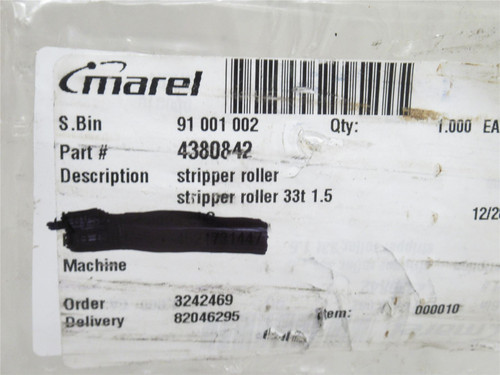 marel
S.Bin 91 001 002 Qty: 1.000 EA
Part # 4380842
Description stripper roller
stripper roller 33t 1.5
Machine
Order 3242469
Delivery 82046295 Item: 000010